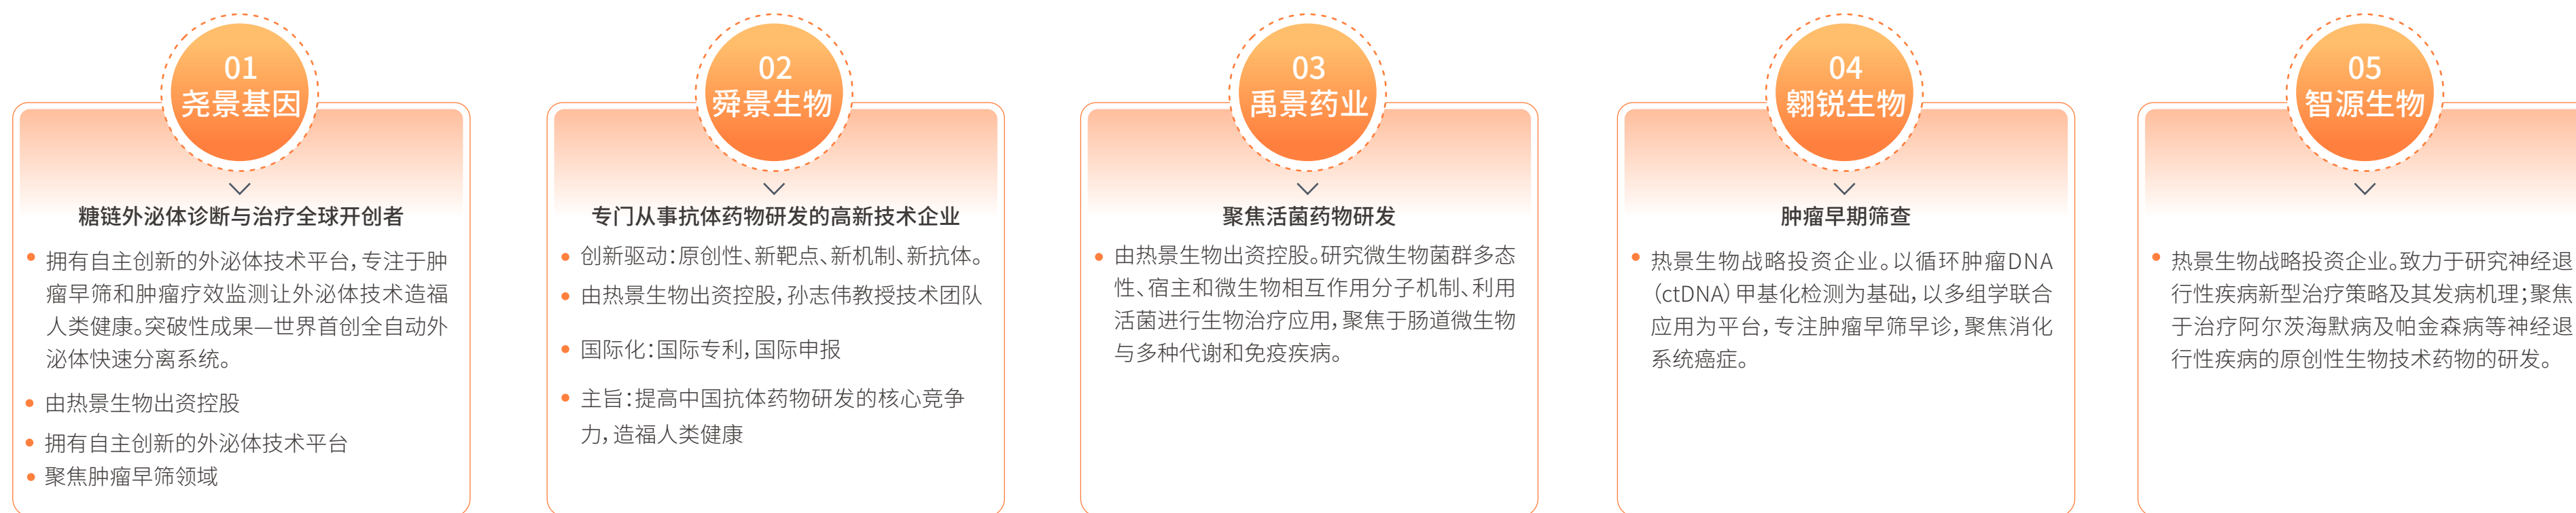 01
尧景基因
糖链外泌体诊断与治疗全球开创者
拥有自主创新的外泌体技术平台，专注于肿
瘤早筛和肿瘤疗效监测让外泌体技术造福
人类健康。突破性成果—世界首创全自动外
泌体快速分离系统。
由热景生物出资控股
拥有自主创新的外泌体技术平台
聚焦肿瘤早筛领域
02
舜景生物
专门从事抗体药物研发的高新技术企业
创新驱动：原创性、新靶点、新机制、新抗体。
由热景生物出资控股，孙志伟教授技术团队
国际化：国际专利，国际申报
主旨：提高中国抗体药物研发的核心竞争
力，造福人类健康
03
禹景药业
聚焦活菌药物研发
由热景生物出资控股。研究微生物菌群多态
性、宿主和微生物相互作用分子机制、利用
活菌进行生物治疗应用，聚焦于肠道微生物
与多种代谢和免疫疾病。
04
翱锐生物
肿瘤早期筛查
热景生物战略投资企业。以循环肿瘤DNA
（ctDNA）甲基化检测为基础，以多组学联合
应用为平台，专注肿瘤早筛早诊，聚焦消化
系统癌症。
05
智源生物
热景生物战略投资企业。致力于研究神经退
行性疾病新型治疗策略及其发病机理；聚焦
于治疗阿尔茨海默病及帕金森病等神经退
行性疾病的原创性生物技术药物的研发。